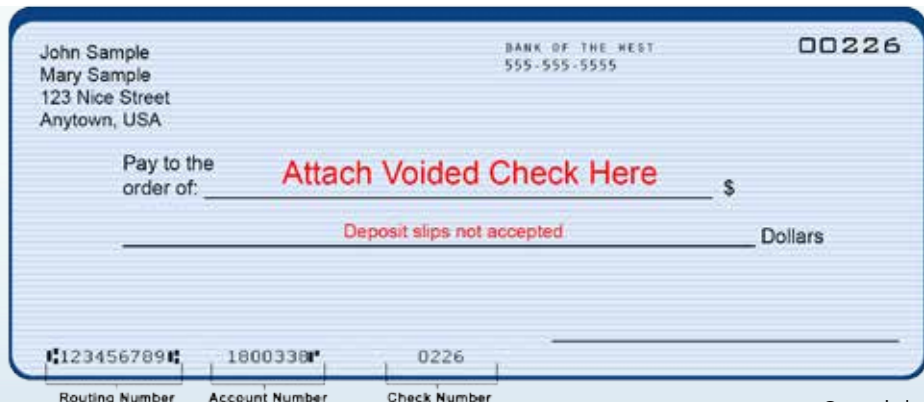 John Sample
Mary Sample
123 Nice Street
Anytown, USA
BANK OF THE WEST
555-555-5555
00226
Pay to the
order of: Attach Voided Check Here $
Deposit slips not accepted Dollars
⑆123456789⑆ 1800338⑈ 0226
Routing Number Account Number Check Number